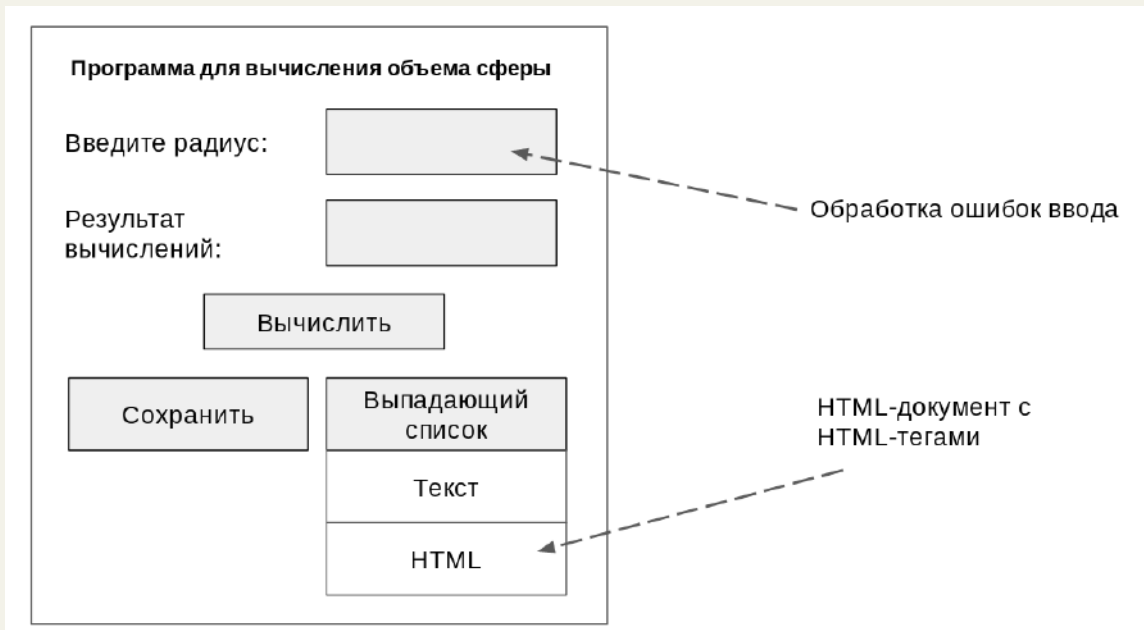 Программа для вычисления объема сферы
Введите радиус:
Обработка ошибок ввода
Результат
вычислений:
Вычислить
Сохранить
Выпадающий
список
HTML-документ с
HTML-тегами
Текст
HTML